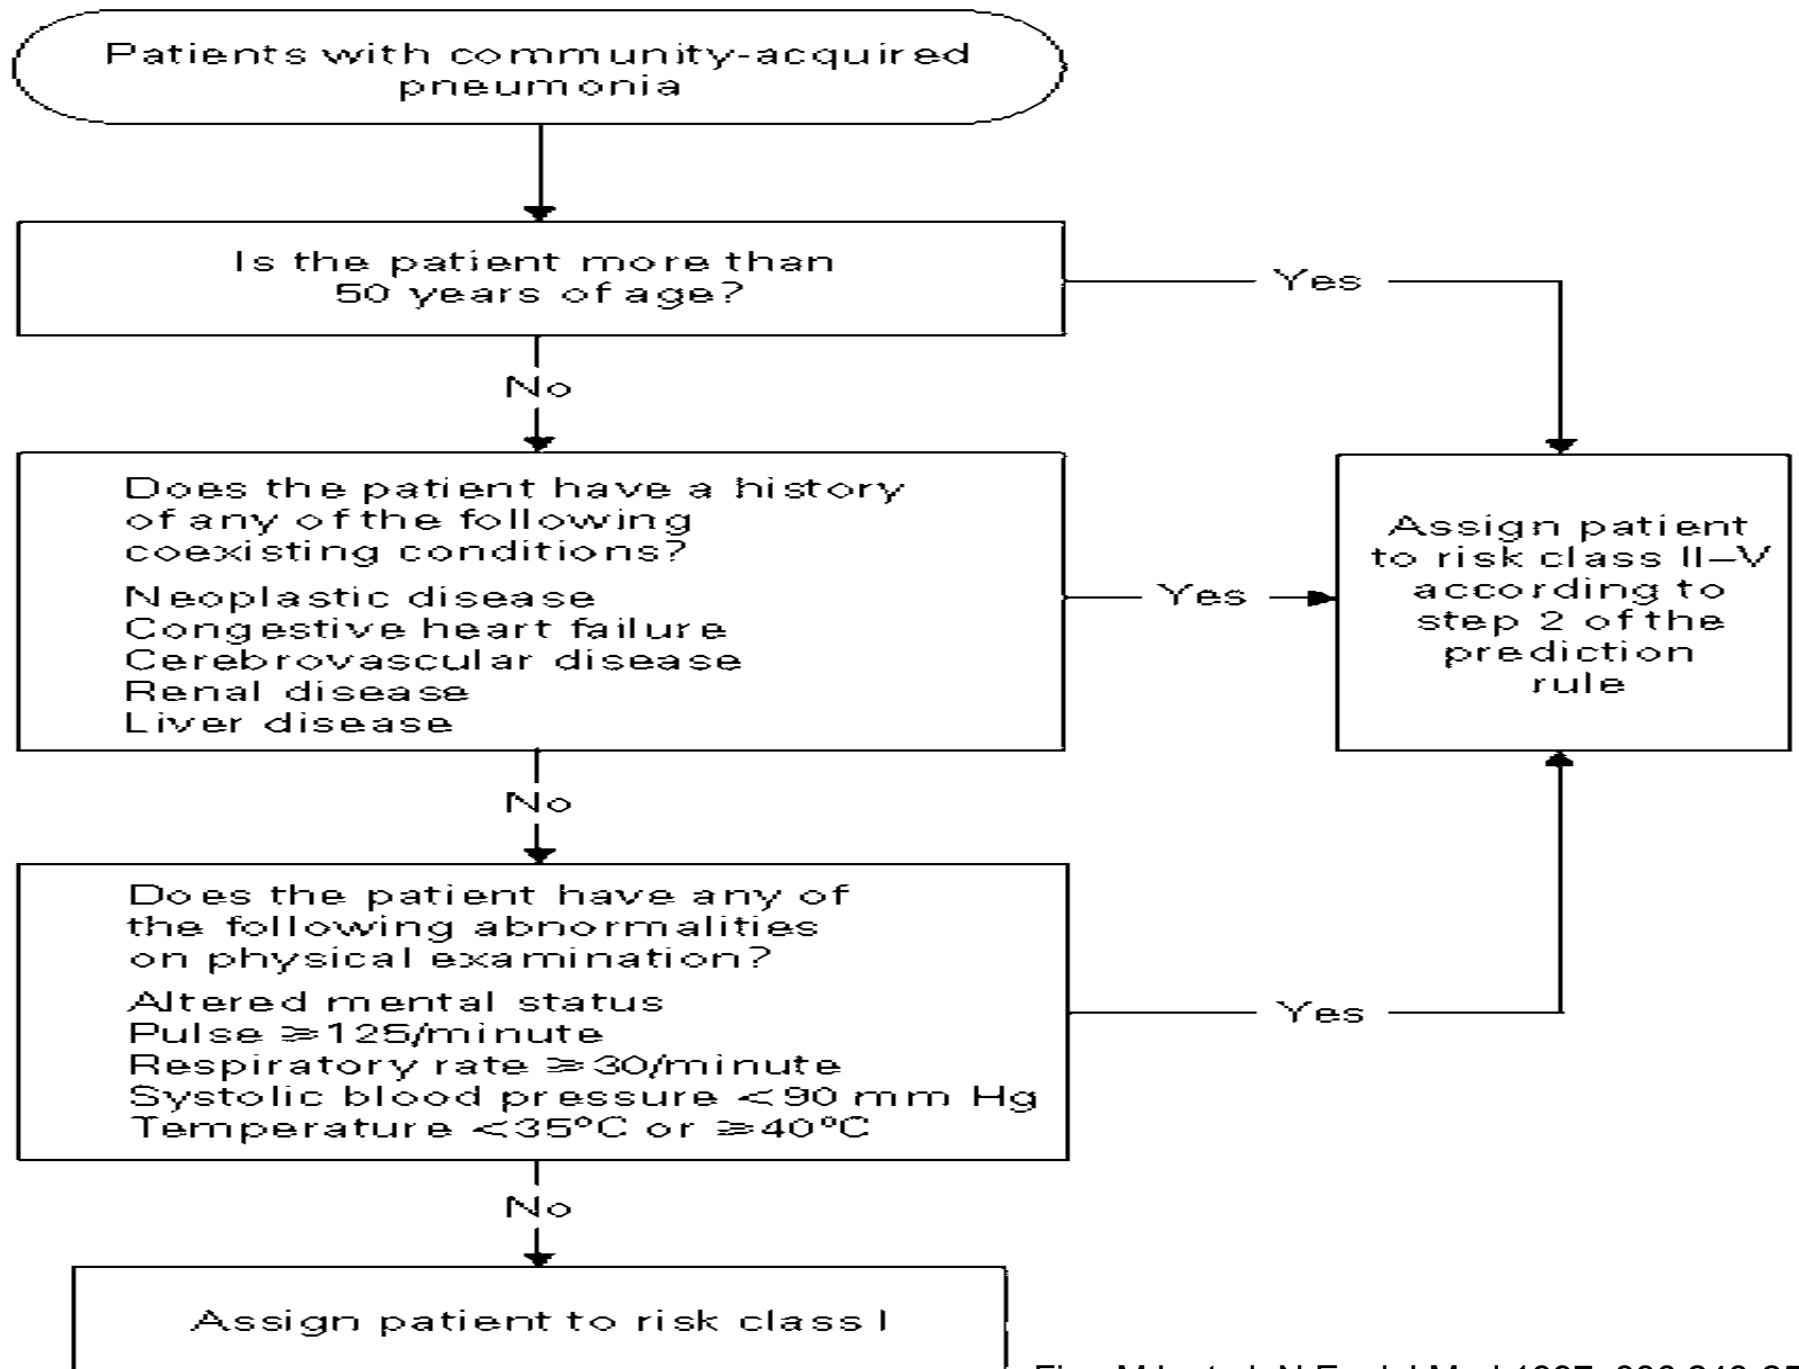 Patients with community-acquired
pneumonia
Is the patient more than
50 years of age?
Yes
No
Does the patient have a history
of any of the following
coexisting conditions?
Neoplastic disease
Congestive heart failure
Cerebrovascular disease
Renal disease
Liver disease
Yes
Assign patient
to risk class II–V
according to
step 2 of the
prediction
rule
No
Does the patient have any of
the following abnormalities
on physical examination?
Altered mental status
Pulse ≥125/minute
Respiratory rate ≥30/minute
Systolic blood pressure <90 mm Hg
Temperature <35ºC or ≥40ºC
Yes
No
Assign patient to risk class I